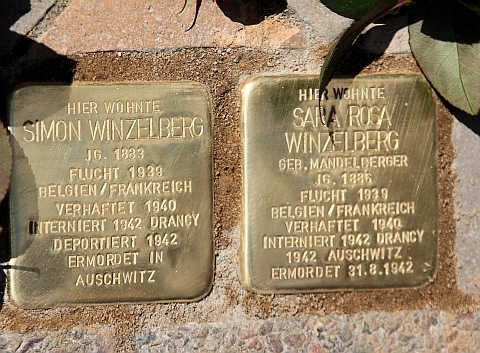 HIER WOHNTE
SIMON WINZELBERG
JG. 1883
FLUCHT 1939
BELGIEN/FRANKREICH
VERHAFTET 1940
INTERNIERT 1942 DRANCY
DEPORTIERT 1942
ERMORDET IN
AUSCHWITZ
HIER WOHNTE
SARA ROSA
WINZELBERG
GEB. MANDELBERGER
JG. 1886
FLUCHT 1939
BELGIEN/FRANKREICH
VERHAFTET 1940
INTERNIERT 1942 DRANCY
1942 AUSCHWITZ
ERMORDET 31.8.1942